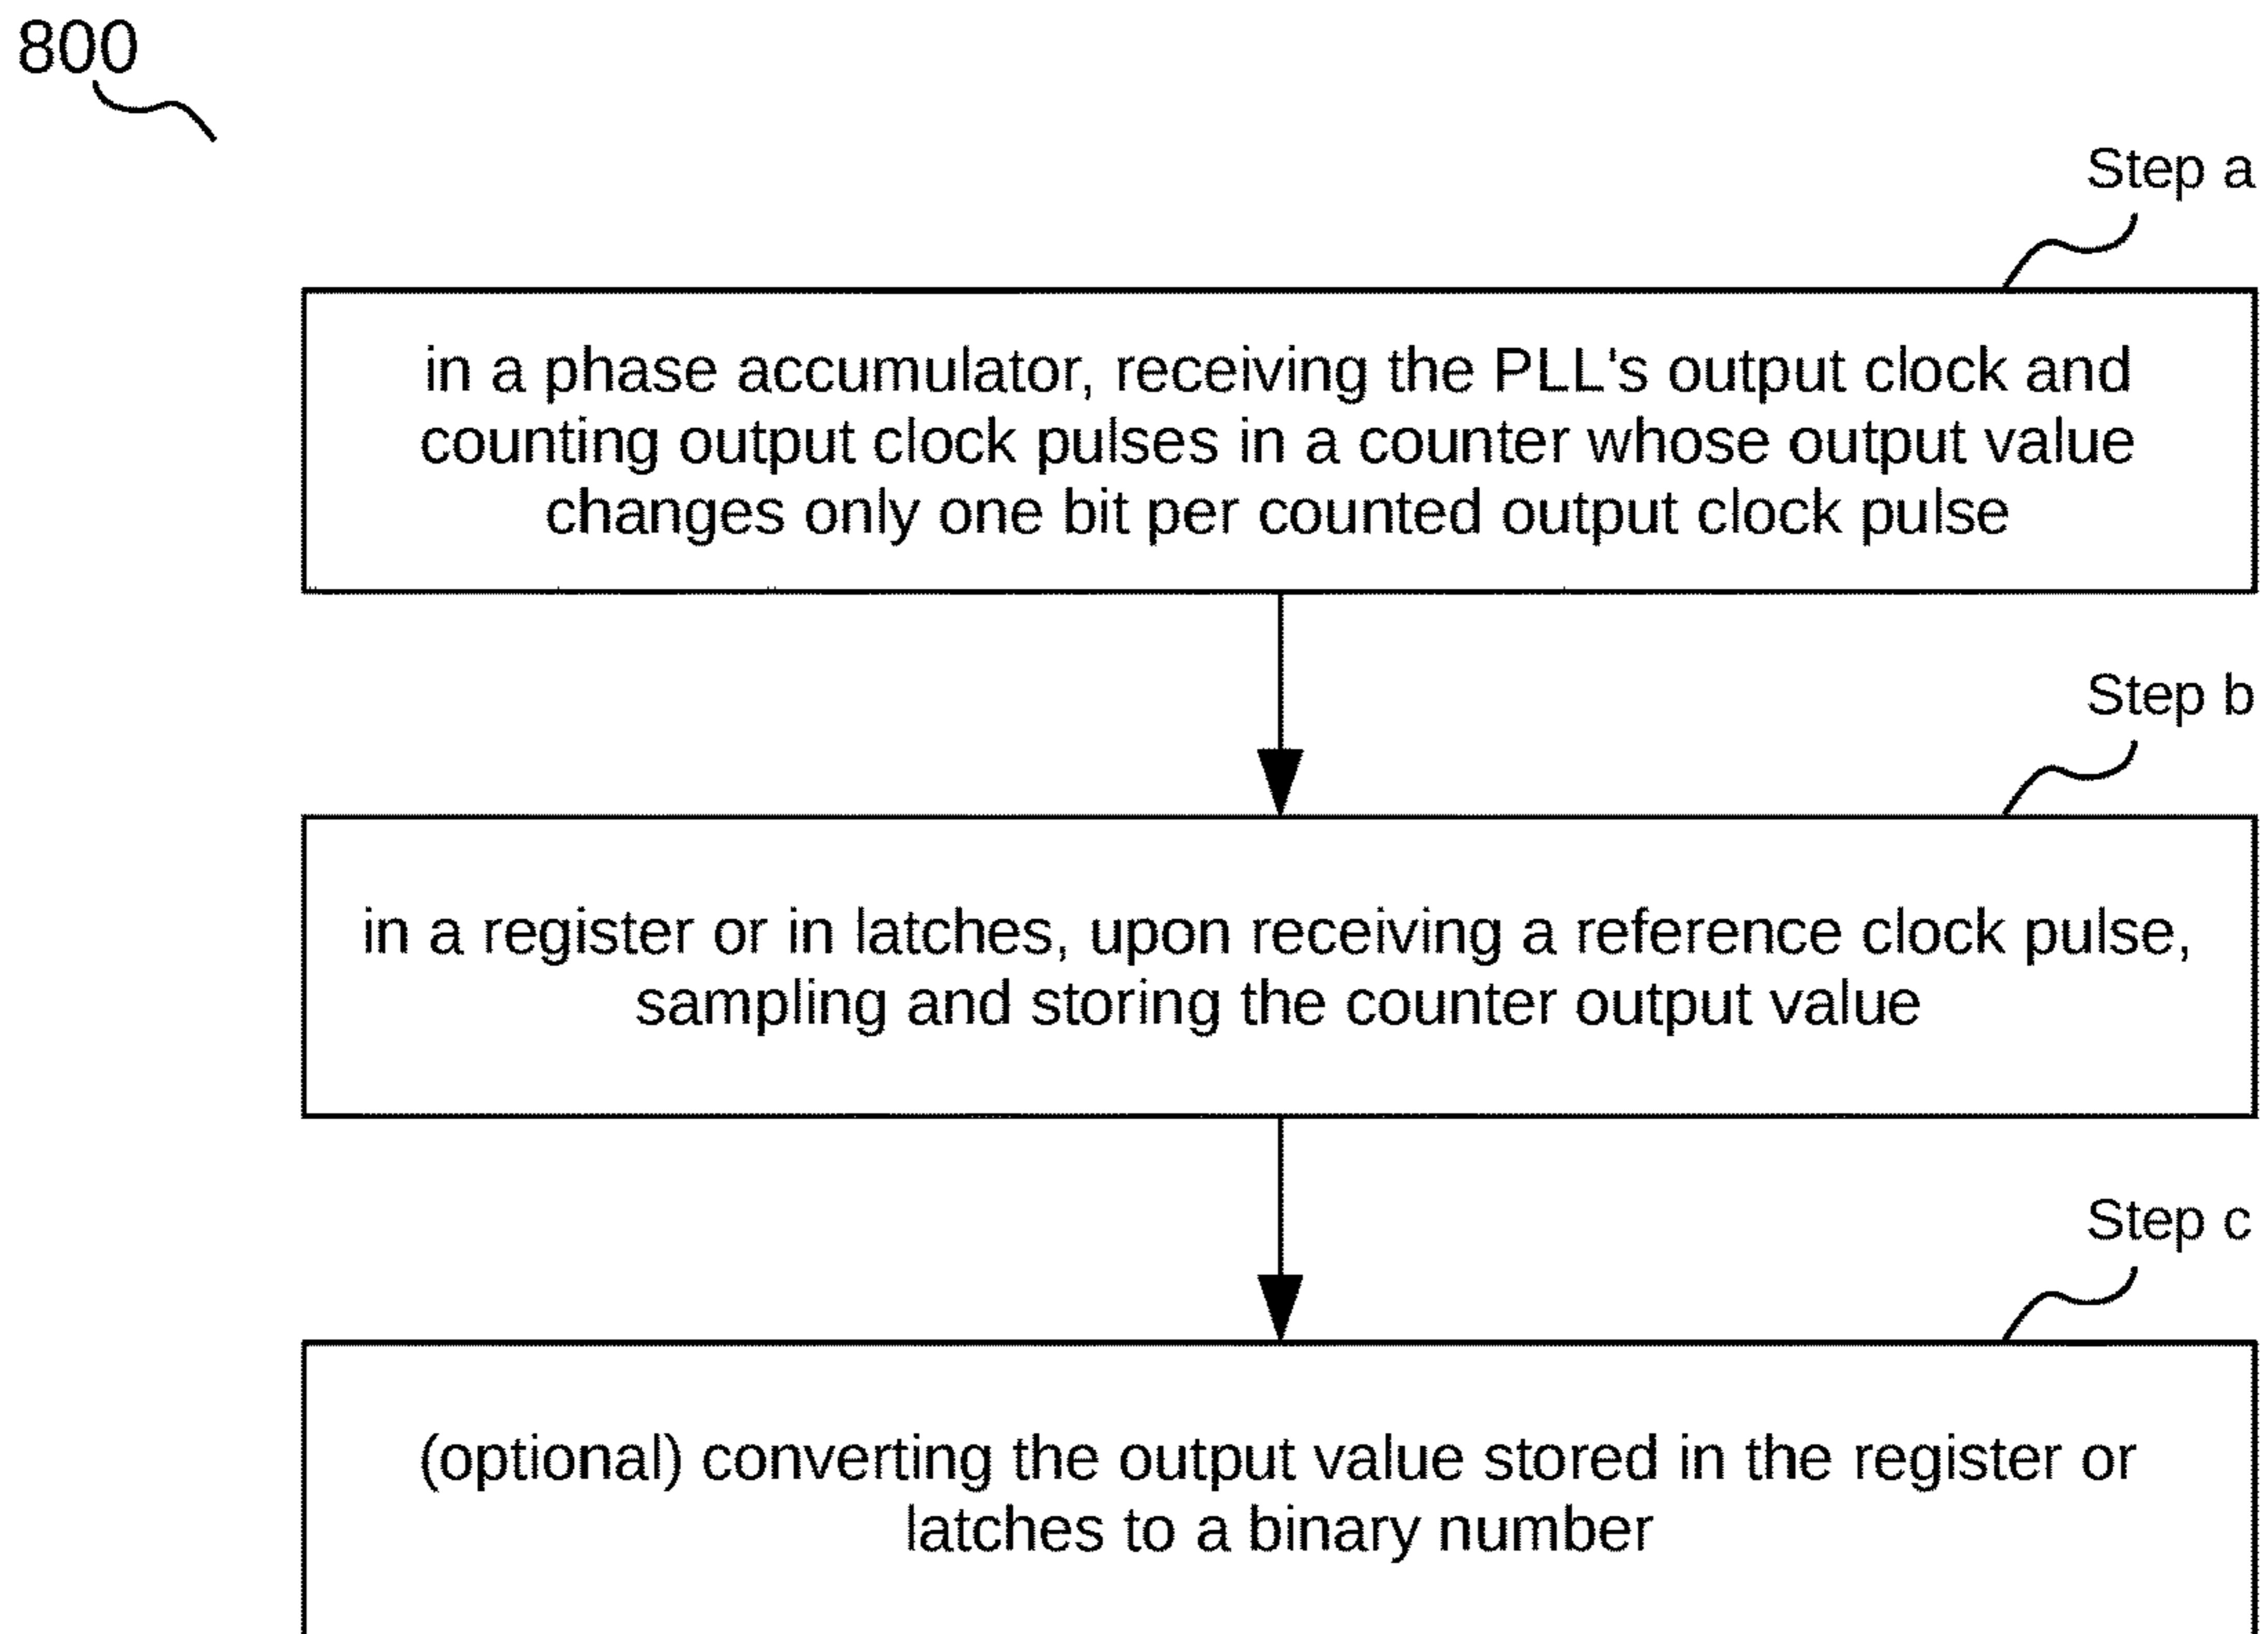 800
Step a
in a phase accumulator, receiving the PLL's output clock and
counting output clock pulses in a counter whose output value
changes only one bit per counted output clock pulse
Step b
in a register or in latches, upon receiving a reference clock pulse,
sampling and storing the counter output value
Step c
(optional) converting the output value stored in the register or
latches to a binary number